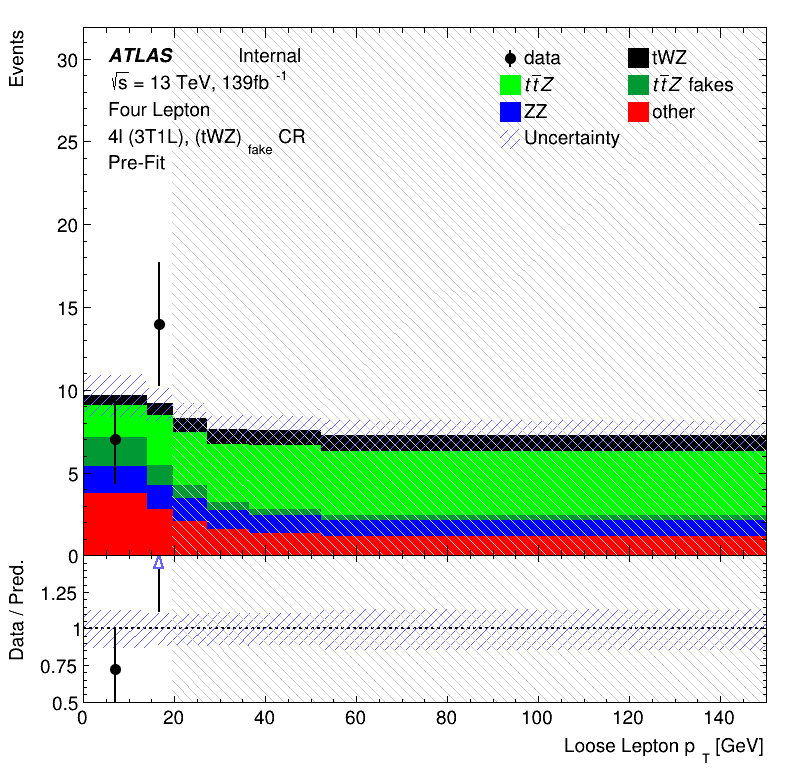 Events
30
25
20
15
10
5
0
ATLAS Internal
√s = 13 TeV, 139fb⁻¹
Four Lepton
4l (3T1L), (tWZ)_fake CR
Pre-Fit
data
tWZ
tt̄Z
tt̄Z fakes
ZZ
other
Uncertainty
Data / Pred.
1.25
1
0.75
0.5
0 20 40 60 80 100 120 140
Loose Lepton p_T [GeV]